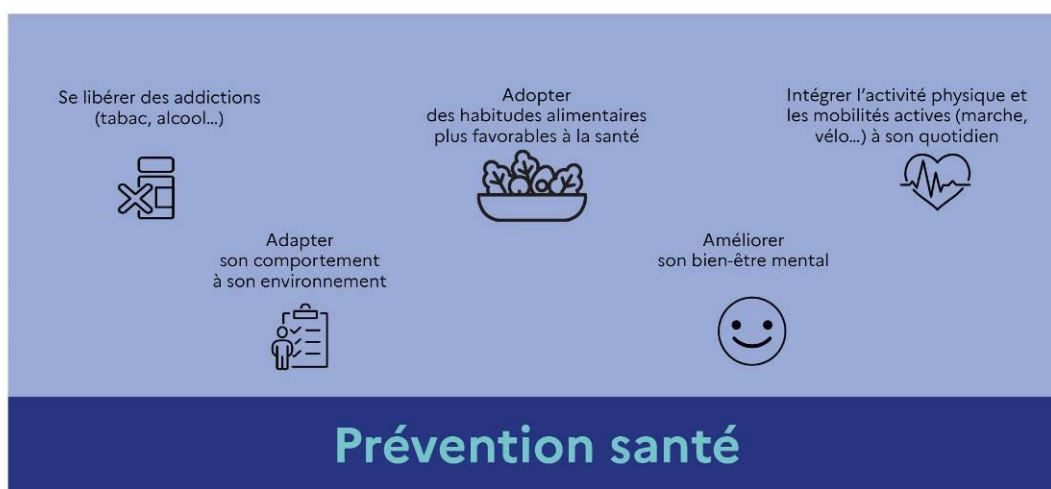 Se libérer des addictions
(tabac, alcool…)
Adopter
des habitudes alimentaires
plus favorables à la santé
Intégrer l’activité physique et
les mobilités actives (marche,
vélo…) à son quotidien
Adapter
son comportement
à son environnement
Améliorer
son bien-être mental
Prévention santé